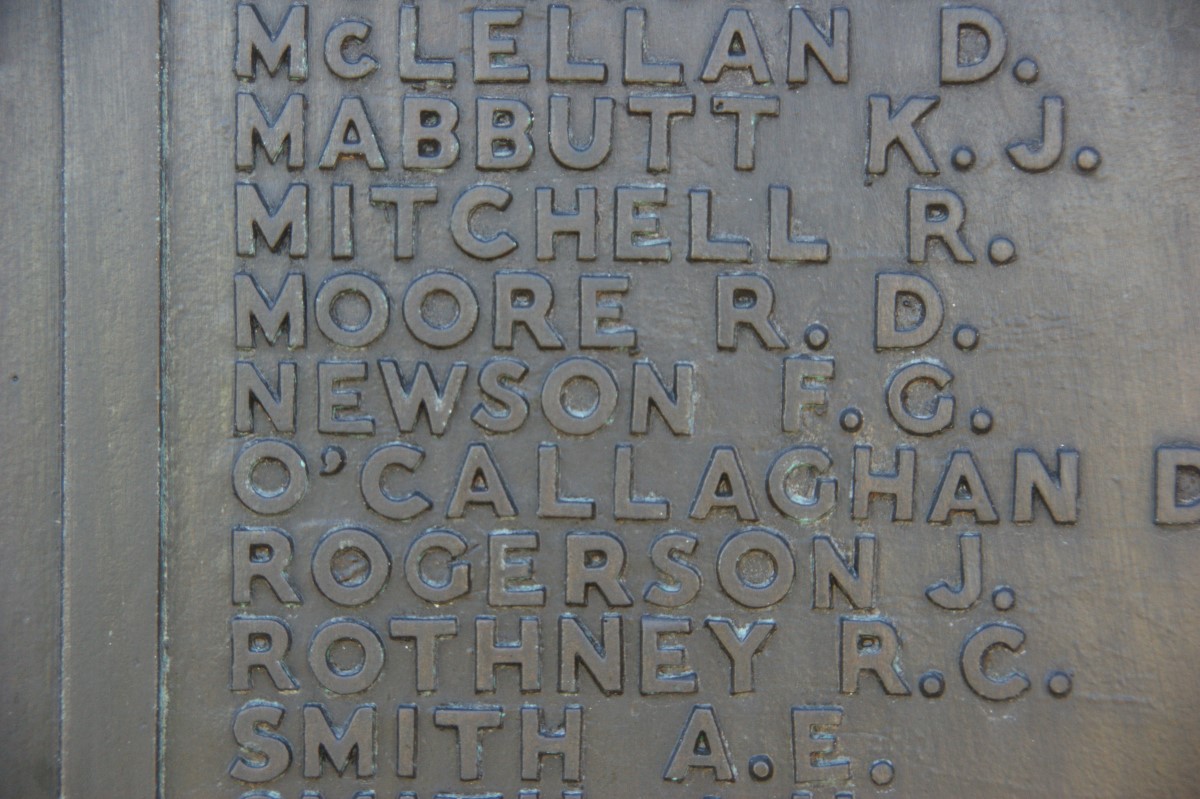 McLELLAN D.
MABBUTT K.J.
MITCHELL R.
MOORE R.D.
NEWSON F.G.
O'CALLAGHAN D
ROGERSON J.
ROTHNEY R.C.
SMITH A.E.